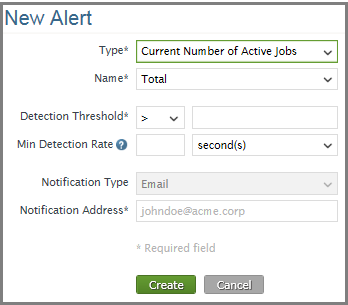 New Alert
Type* Current Number of Active Jobs
Name* Total
Detection Threshold* >
Min Detection Rate ? second(s)
Notification Type Email
Notification Address* johndoe@acme.corp
* Required field
Create Cancel